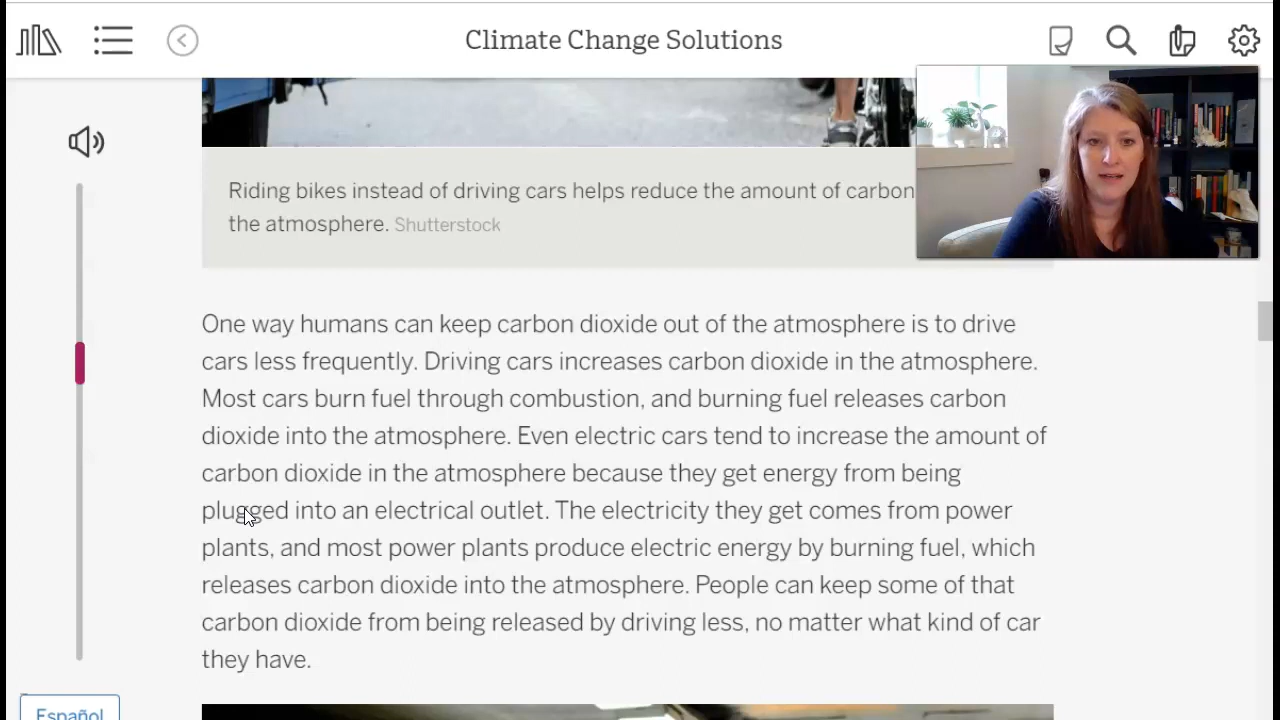 Climate Change Solutions
Riding bikes instead of driving cars helps reduce the amount of carbon
the atmosphere. Shutterstock
One way humans can keep carbon dioxide out of the atmosphere is to drive
cars less frequently. Driving cars increases carbon dioxide in the atmosphere.
Most cars burn fuel through combustion, and burning fuel releases carbon
dioxide into the atmosphere. Even electric cars tend to increase the amount of
carbon dioxide in the atmosphere because they get energy from being
plugged into an electrical outlet. The electricity they get comes from power
plants, and most power plants produce electric energy by burning fuel, which
releases carbon dioxide into the atmosphere. People can keep some of that
carbon dioxide from being released by driving less, no matter what kind of car
they have.
Español